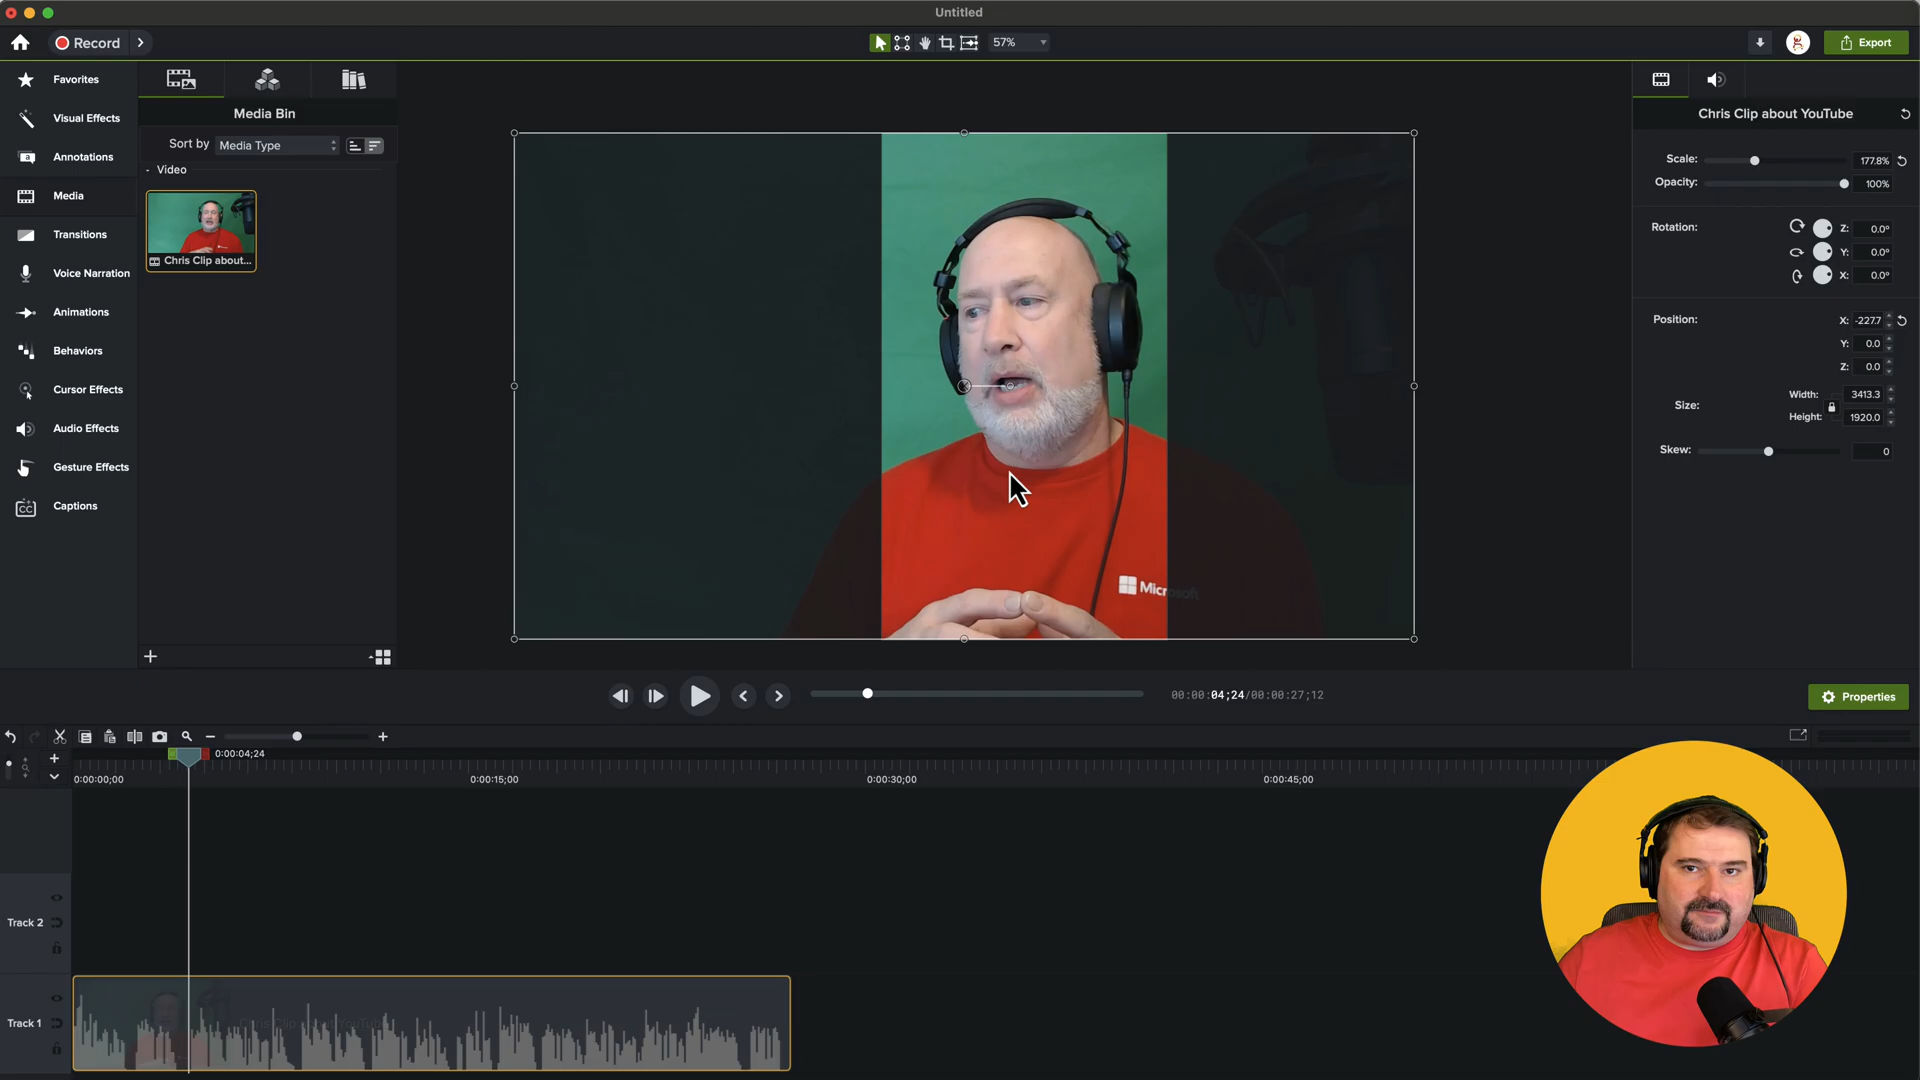 Untitled
Record
57%
Export
Favorites
Visual Effects
Annotations
Media
Transitions
Voice Narration
Animations
Behaviors
Cursor Effects
Audio Effects
Gesture Effects
Captions
Media Bin
Sort by Media Type
Video
Chris Clip about...
Microsoft
Chris Clip about YouTube
Scale: 177.8%
Opacity: 100%
Rotation: Z: 0.0°
Y: 0.0°
X: 0.0°
Position: X: -227.7
Y: 0.0
Z: 0.0
Size: Width: 3413.3
Height: 1920.0
Skew: 0
00:00:04;24/00:00:27;12
Properties
0:00:04;24
0:00:00;00 0:00:15;00 0:00:30;00 0:00:45;00
Track 2
Track 1
Chris Clip about YouTube